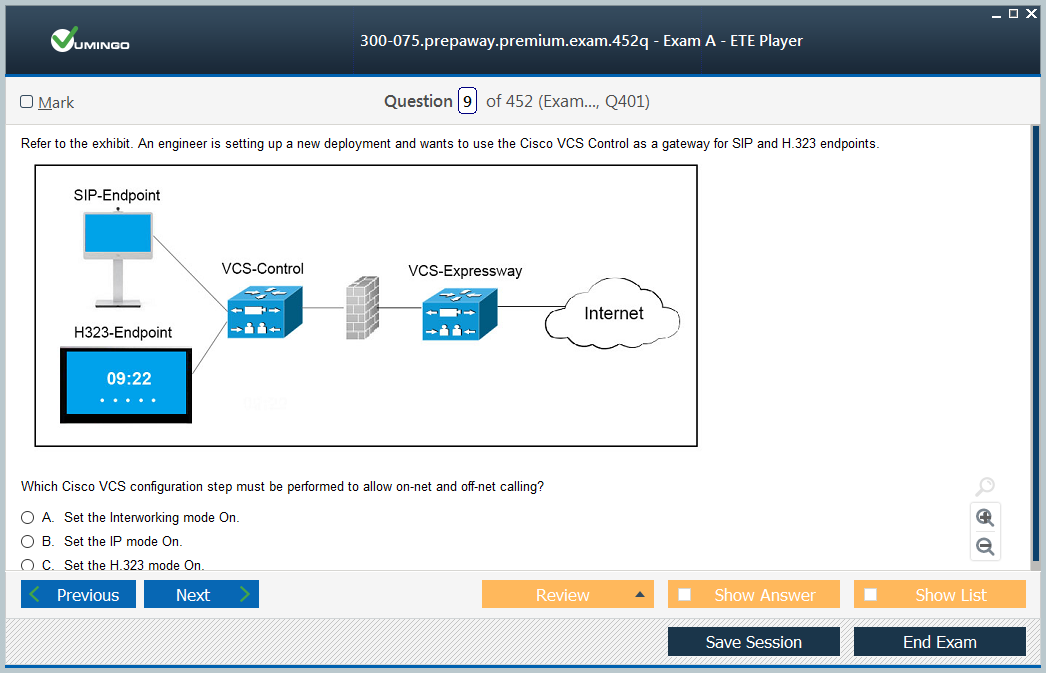 VUMINGO
300-075.prepaway.premium.exam.452q - Exam A - ETE Player
Mark
Question 9 of 452 (Exam..., Q401)
Refer to the exhibit. An engineer is setting up a new deployment and wants to use the Cisco VCS Control as a gateway for SIP and H.323 endpoints.
SIP-Endpoint
VCS-Control
VCS-Expressway
Internet
H323-Endpoint
09:22
Which Cisco VCS configuration step must be performed to allow on-net and off-net calling?
A. Set the Interworking mode On.
B. Set the IP mode On.
C. Set the H.323 mode On.
Previous
Next
Review
Show Answer
Show List
Save Session
End Exam